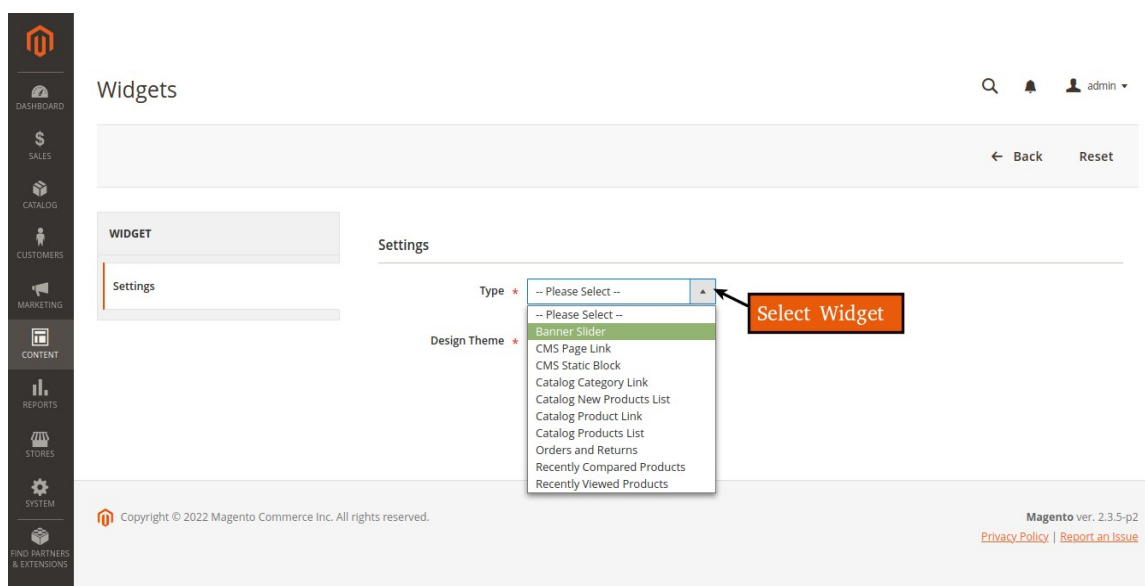 DASHBOARD
SALES
CATALOG
CUSTOMERS
MARKETING
CONTENT
REPORTS
STORES
SYSTEM
FIND PARTNERS
& EXTENSIONS
Widgets
admin
Back
Reset
WIDGET
Settings
Settings
Type *
-- Please Select --
Select Widget
-- Please Select --
Banner Slider
Design Theme *
CMS Page Link
CMS Static Block
Catalog Category Link
Catalog New Products List
Catalog Product Link
Catalog Products List
Orders and Returns
Recently Compared Products
Recently Viewed Products
Copyright © 2022 Magento Commerce Inc. All rights reserved.
Magento ver. 2.3.5-p2
Privacy Policy | Report an Issue